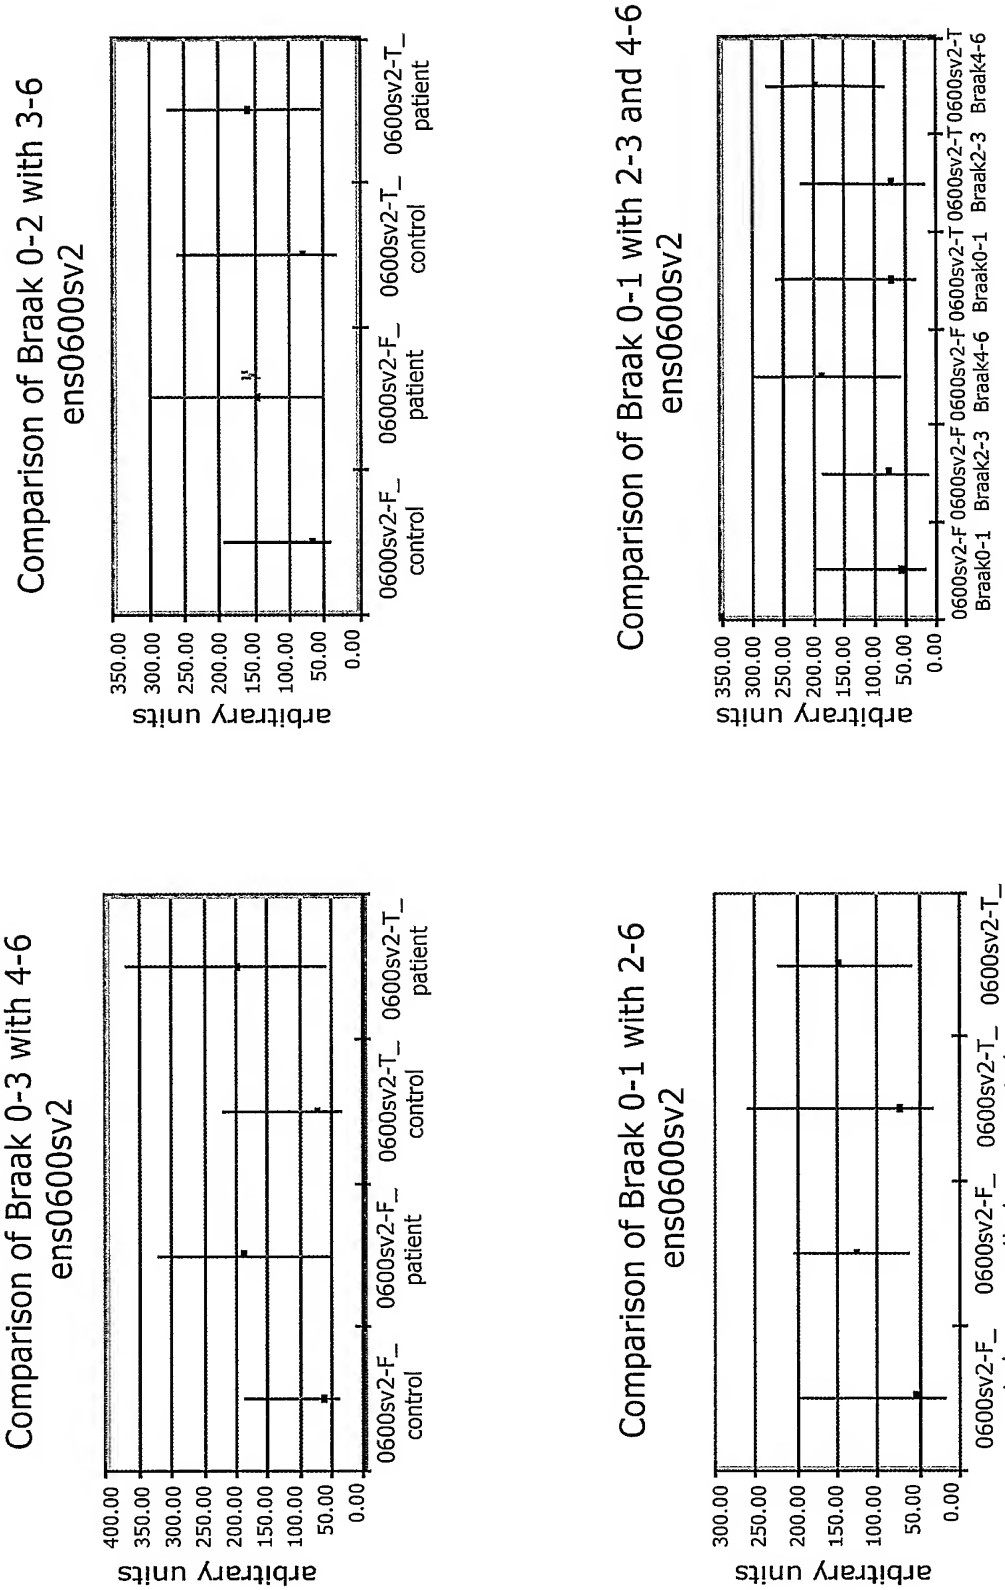 Comparison of Braak 0-3 with 4-6
ens0600sv2
arbitrary units
400.00
350.00
300.00
250.00
200.00
150.00
100.00
50.00
0.00
0600sv2-F_ 0600sv2-F_ 0600sv2-T_ 0600sv2-T_
control patient control patient
Comparison of Braak 0-2 with 3-6
ens0600sv2
arbitrary units
350.00
300.00
250.00
200.00
150.00
100.00
50.00
0.00
0600sv2-F_ 0600sv2-F_ 0600sv2-T_ 0600sv2-T_
control patient control patient
Comparison of Braak 0-1 with 2-6
ens0600sv2
arbitrary units
300.00
250.00
200.00
150.00
100.00
50.00
0.00
0600sv2-F_ 0600sv2-F_ 0600sv2-T_ 0600sv2-T_
Comparison of Braak 0-1 with 2-3 and 4-6
ens0600sv2
arbitrary units
350.00
300.00
250.00
200.00
150.00
100.00
50.00
0.00
0600sv2-F 0600sv2-F 0600sv2-F 0600sv2-T 0600sv2-T 0600sv2-T
Braak0-1 Braak2-3 Braak4-6 Braak0-1 Braak2-3 Braak4-6